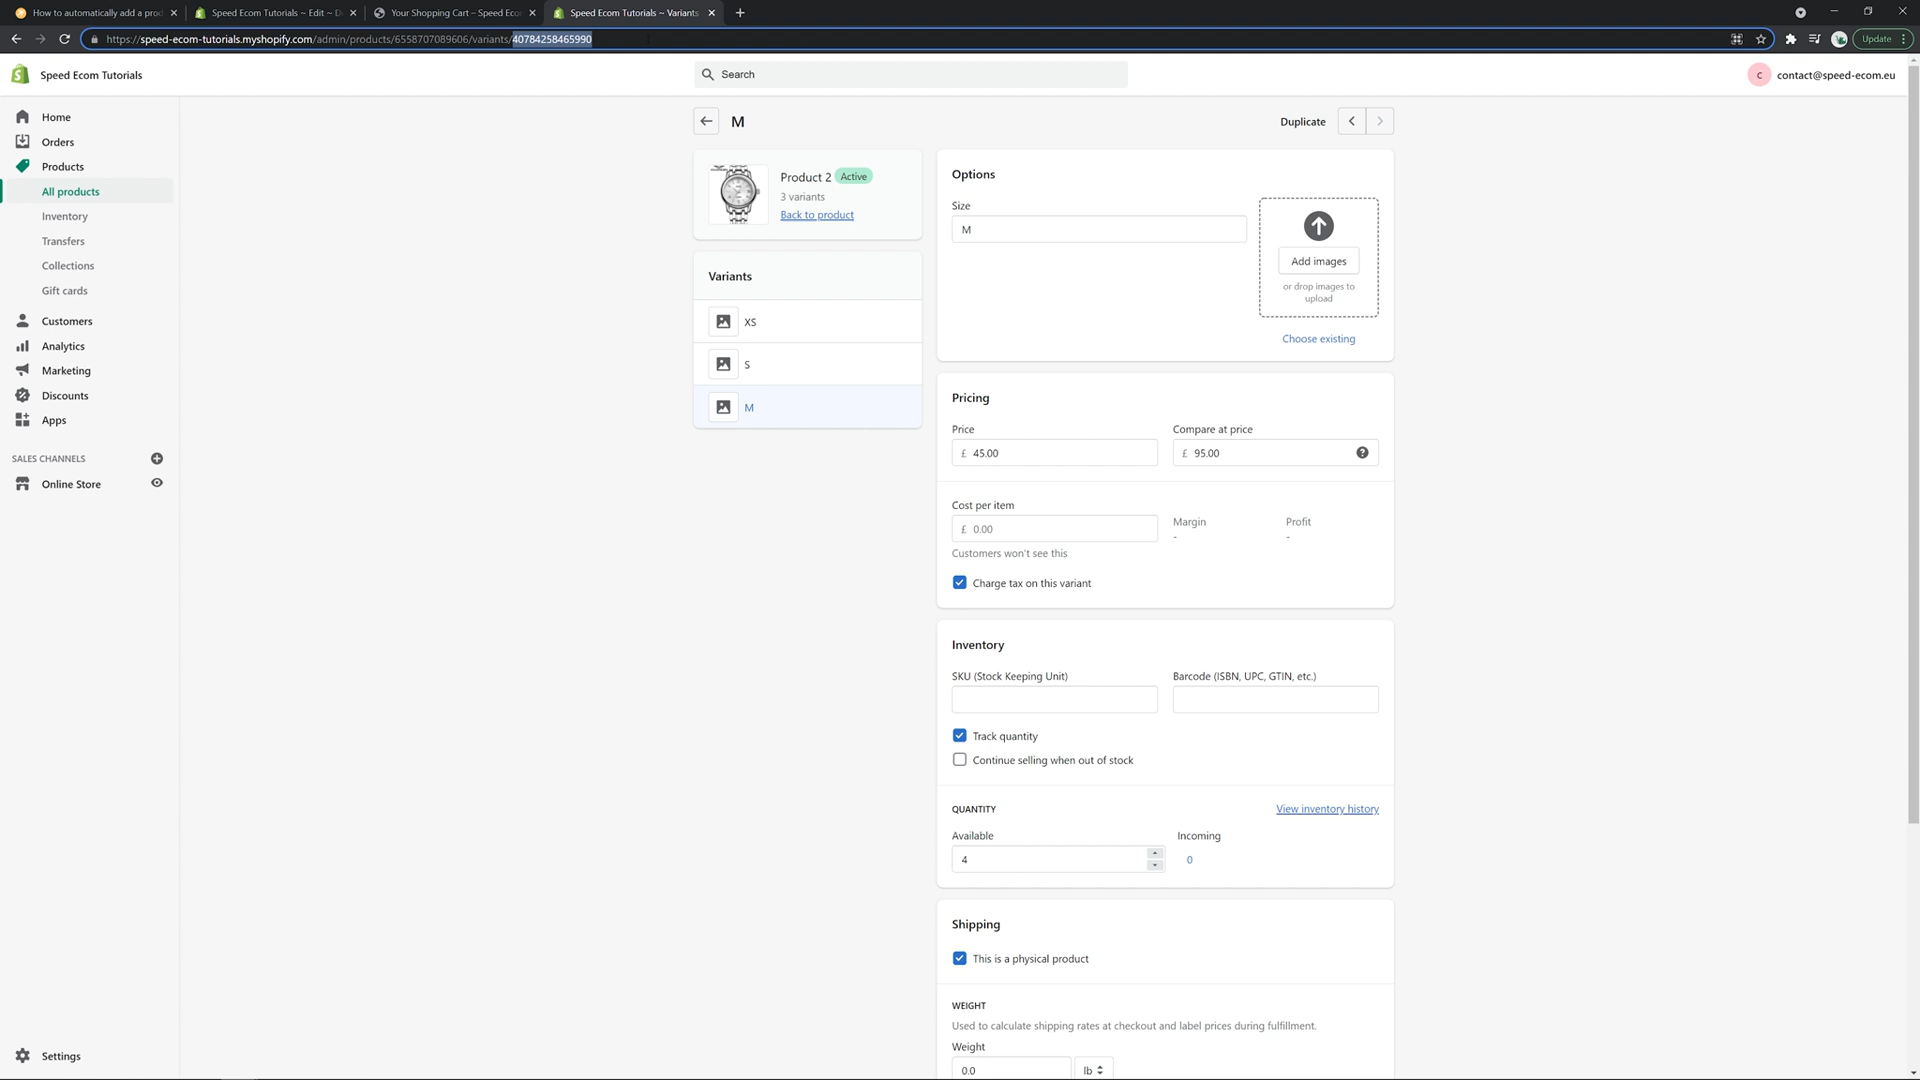 How to automatically add a prod
Speed Ecom Tutorials ~ Edit ~ D
Your Shopping Cart – Speed Eco
Speed Ecom Tutorials ~ Variants
https://speed-ecom-tutorials.myshopify.com/admin/products/6558707089606/variants/40784258465990
Update
Speed Ecom Tutorials
Search
C
contact@speed-ecom.eu
Home
Orders
Products
All products
Inventory
Transfers
Collections
Gift cards
Customers
Analytics
Marketing
Discounts
Apps
SALES CHANNELS
Online Store
Settings
M
Duplicate
Product 2 Active
3 variants
Back to product
Variants
XS
S
M
Options
Size
M
Add images
or drop images to
upload
Choose existing
Pricing
Price
Compare at price
£ 45.00
£ 95.00
Cost per item
£ 0.00
Margin
-
Profit
-
Customers won't see this
Charge tax on this variant
Inventory
SKU (Stock Keeping Unit)
Barcode (ISBN, UPC, GTIN, etc.)
Track quantity
Continue selling when out of stock
QUANTITY
View inventory history
Available
Incoming
4
0
Shipping
This is a physical product
WEIGHT
Used to calculate shipping rates at checkout and label prices during fulfillment.
Weight
0.0
lb